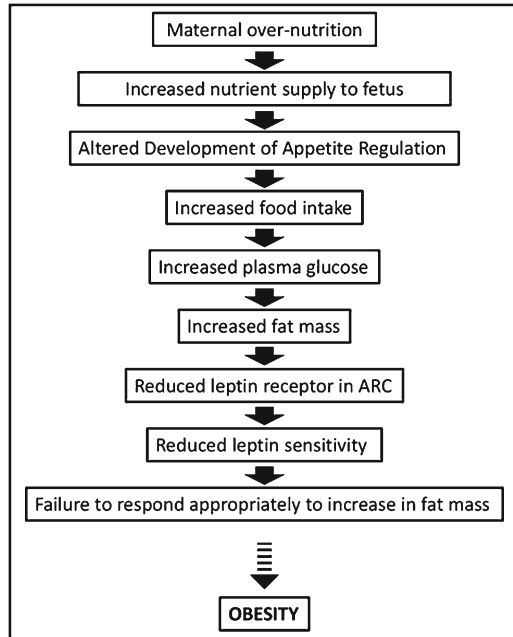 Maternal over-nutrition
Increased nutrient supply to fetus
Altered Development of Appetite Regulation
Increased food intake
Increased plasma glucose
Increased fat mass
Reduced leptin receptor in ARC
Reduced leptin sensitivity
Failure to respond appropriately to increase in fat mass
OBESITY